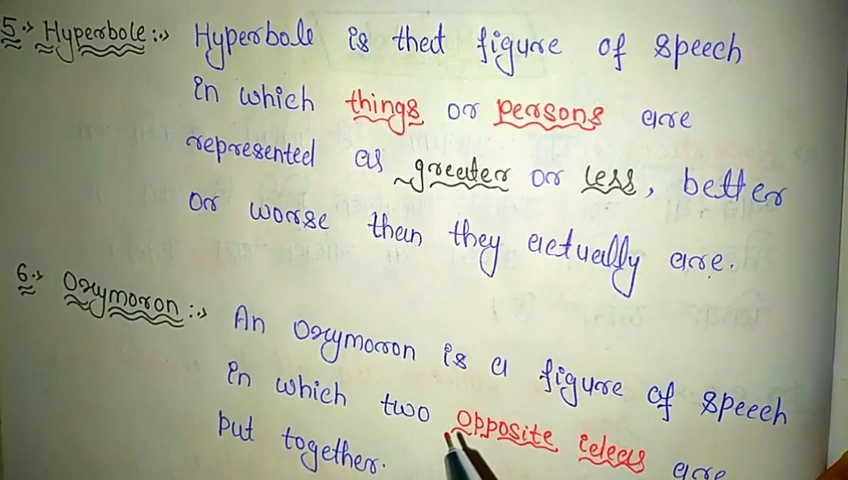 5. Hyperbole :- Hyperbole is that figure of speech
in which things or persons are
represented as greater or less, better
or worse than they actually are.
6. Oxymoron :- An Oxymoron is a figure of speech
in which two opposite ideas are
put together.